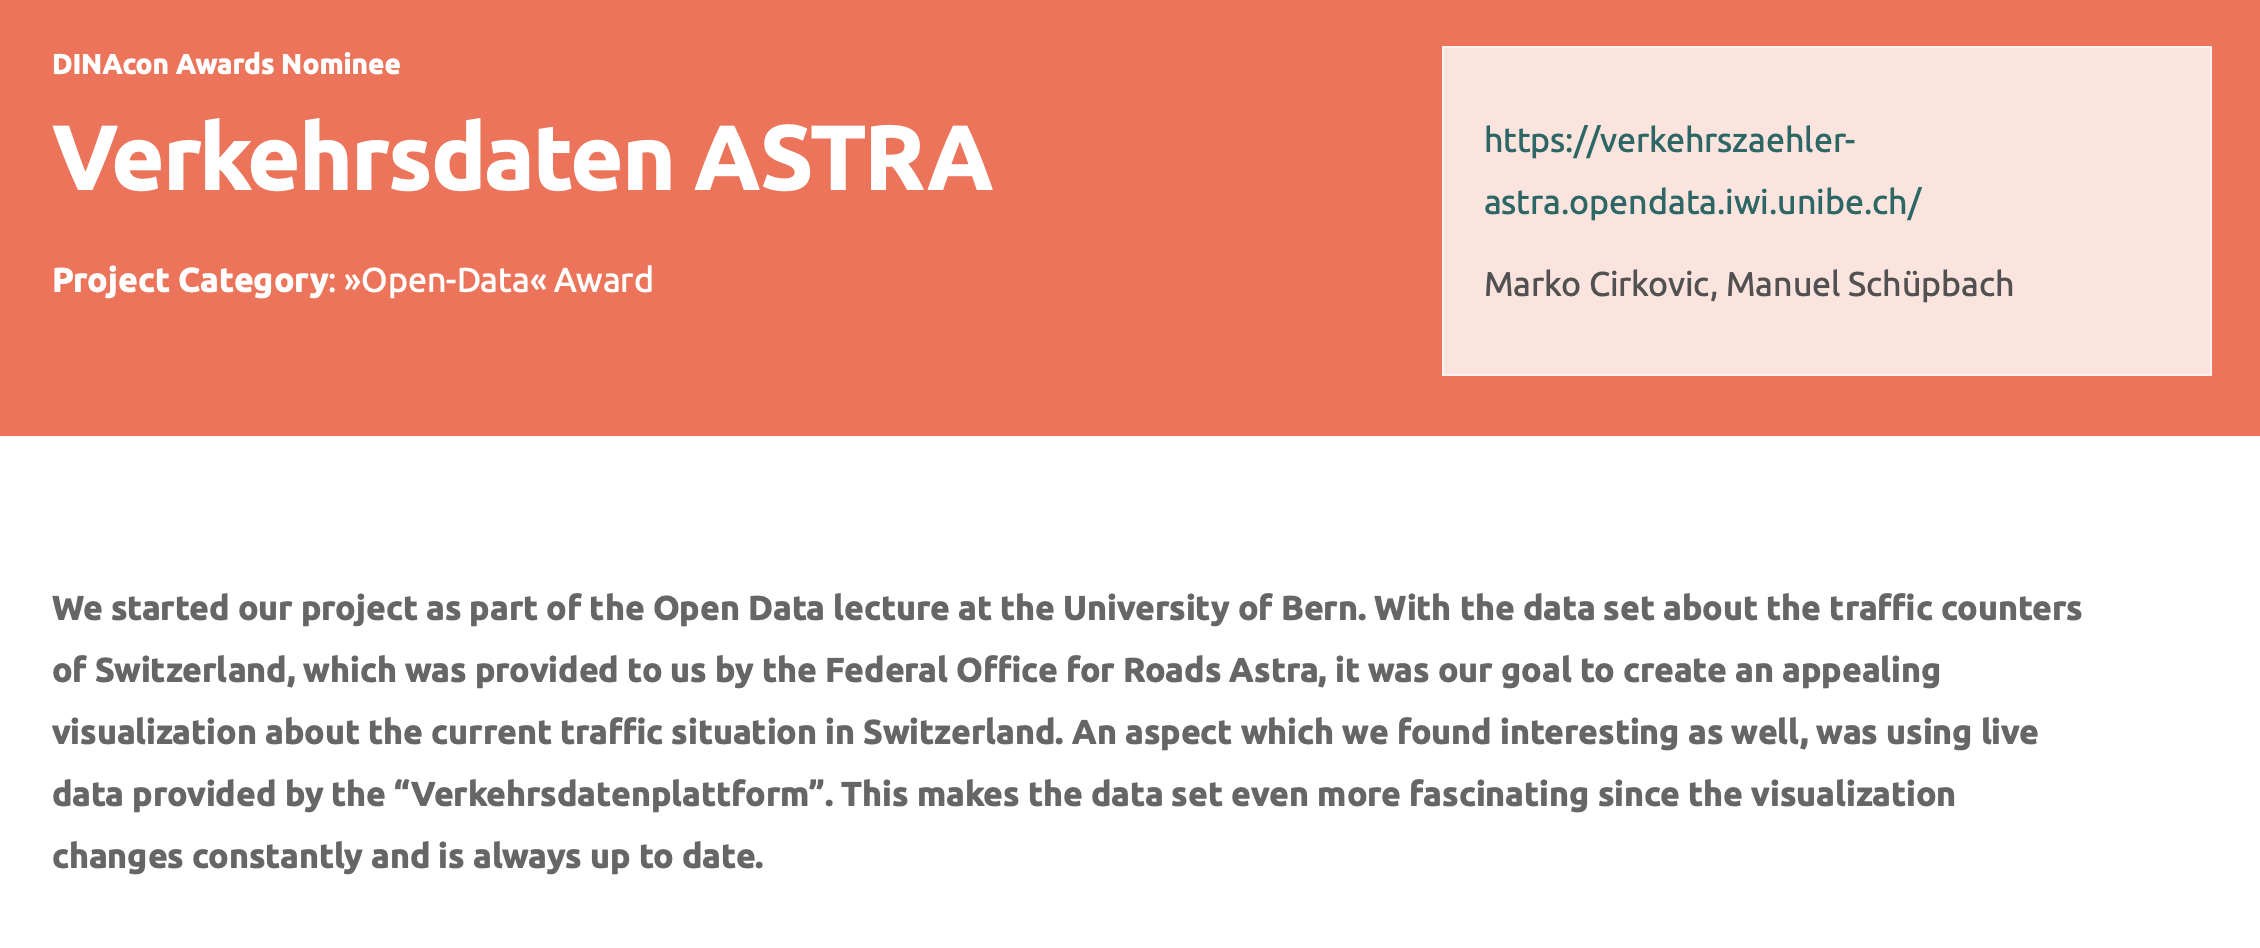 DINAcon Awards Nominee
Verkehrsdaten ASTRA
Project Category: »Open-Data« Award
https://verkehrszaehler-
astra.opendata.iwi.unibe.ch/
Marko Cirkovic, Manuel Schüpbach
We started our project as part of the Open Data lecture at the University of Bern. With the data set about the traffic counters
of Switzerland, which was provided to us by the Federal Office for Roads Astra, it was our goal to create an appealing
visualization about the current traffic situation in Switzerland. An aspect which we found interesting as well, was using live
data provided by the “Verkehrsdatenplattform”. This makes the data set even more fascinating since the visualization
changes constantly and is always up to date.